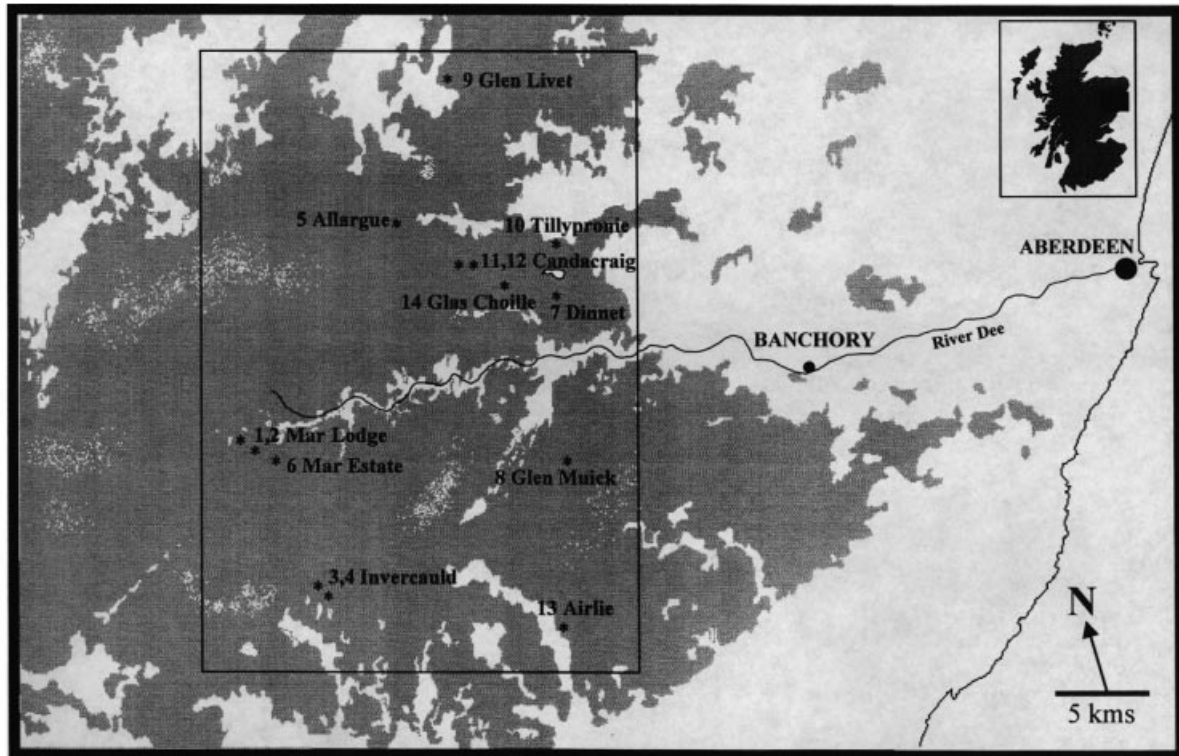 9 Glen Livet
5 Allargue
10 Tillypronie
11,12 Candacraig
14 Glas Choille
7 Dinnet
ABERDEEN
BANCHORY
River Dee
1,2 Mar Lodge
6 Mar Estate
8 Glen Muick
3,4 Invercauld
13 Airlie
N
5 kms